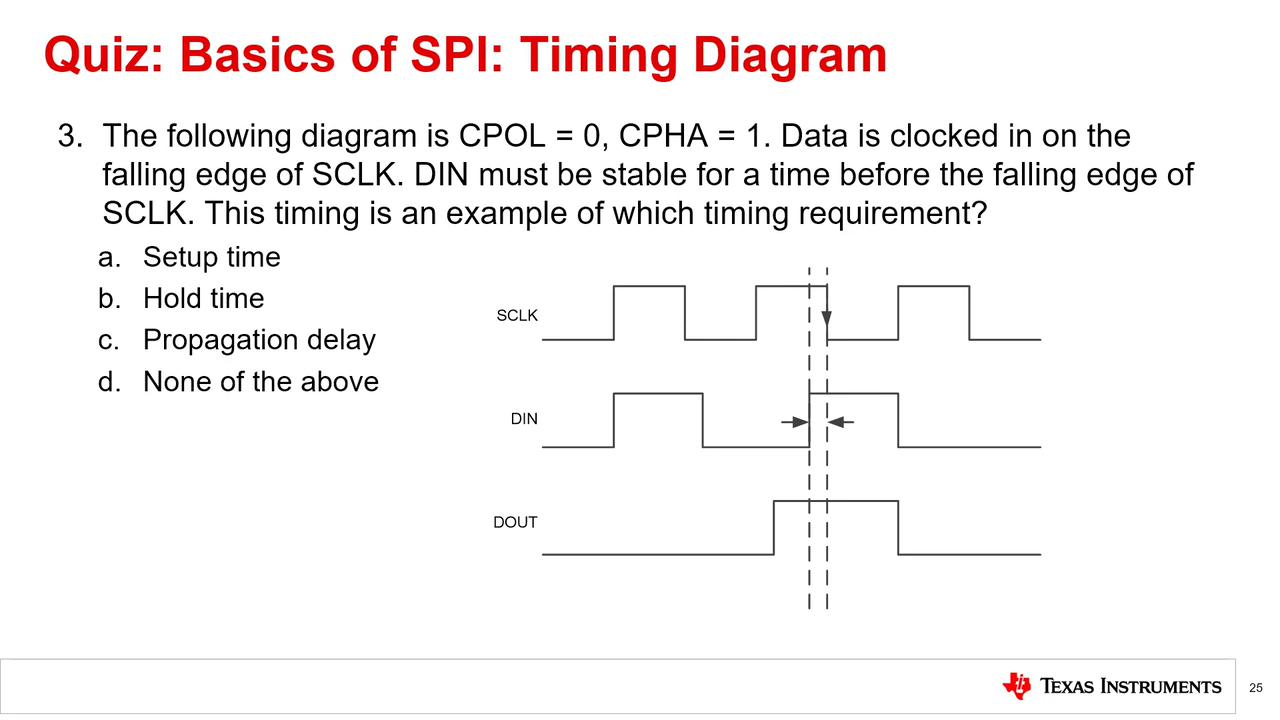 Quiz: Basics of SPI: Timing Diagram
3. The following diagram is CPOL = 0, CPHA = 1. Data is clocked in on the
falling edge of SCLK. DIN must be stable for a time before the falling edge of
SCLK. This timing is an example of which timing requirement?
a. Setup time
b. Hold time
c. Propagation delay
d. None of the above
SCLK
DIN
DOUT
TEXAS INSTRUMENTS
25